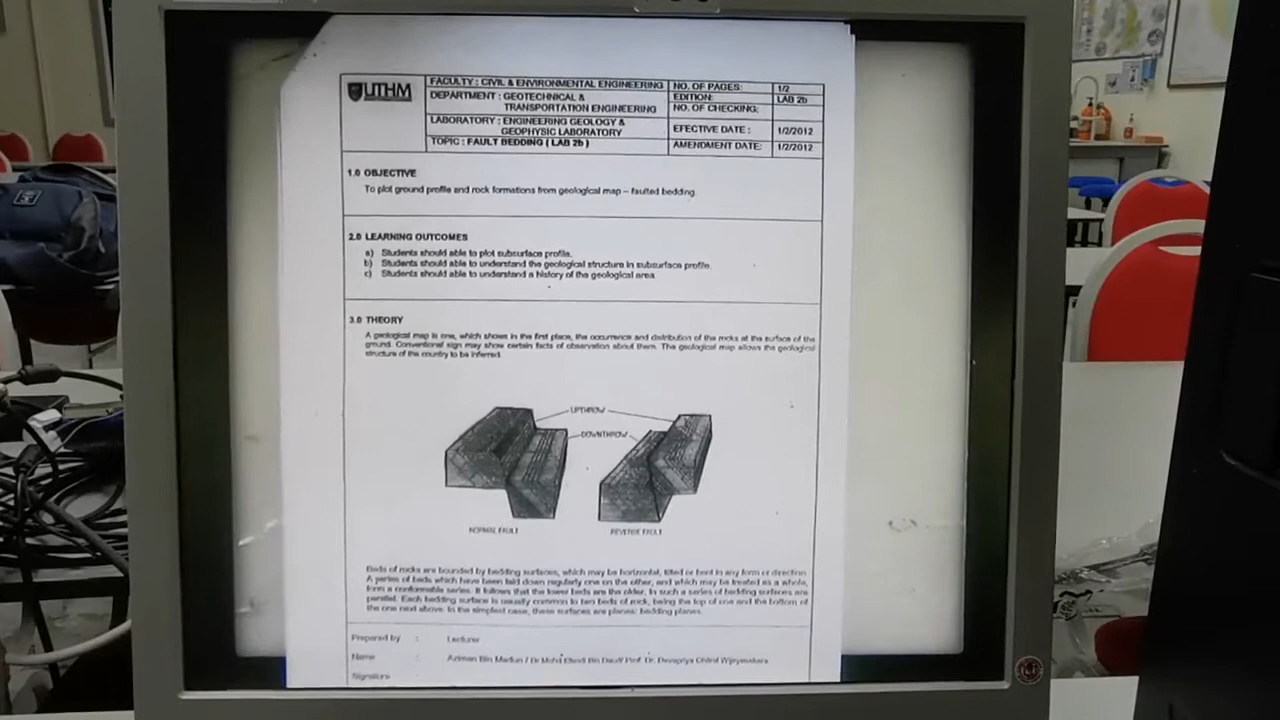 UTHM
FACULTY : CIVIL & ENVIRONMENTAL ENGINEERING
NO. OF PAGES: 1/2
DEPARTMENT : GEOTECHNICAL &
TRANSPORTATION ENGINEERING
EDITION: LAB 2b
NO. OF CHECKING:
LABORATORY : ENGINEERING GEOLOGY &
GEOPHYSIC LABORATORY
EFECTIVE DATE : 1/2/2012
TOPIC : FAULT BEDDING ( LAB 2b )
AMENDMENT DATE: 1/2/2012
1.0 OBJECTIVE
To plot ground profile and rock formations from geological map – faulted bedding.
2.0 LEARNING OUTCOMES
a) Students should able to plot subsurface profile.
b) Students should able to understand the geological structure in subsurface profile.
c) Students should able to understand a history of the geological area
3.0 THEORY
A geological map is one, which shows in the first place, the occurrence and distribution of the rocks at the surface of the
ground. Conventional sign may show certain facts of observation about them. The geological map allows the geological
structure of the country to be inferred.
UPTHROW
DOWNTHROW
NORMAL FAULT
REVERSE FAULT
Beds of rocks are bounded by bedding surfaces, which may be horizontal, tilted or bent in any form or direction.
A series of beds which have been laid down regularly one on the other, and which may be treated as a whole,
form a conformable series. It follows that the lower beds are the older. In such a series of bedding surfaces are
parallel. Each bedding surface is usually common to two beds of rock, being the top of one and the bottom of
the one next above. In the simplest case, these surfaces are planes: bedding planes.
Prepared by : Lecturer
Name : Aziman Bin Madun / Dr Mohd Bin Daud/ Prof. Dr. Devapriya Chitral Wijeyesekera
Signature